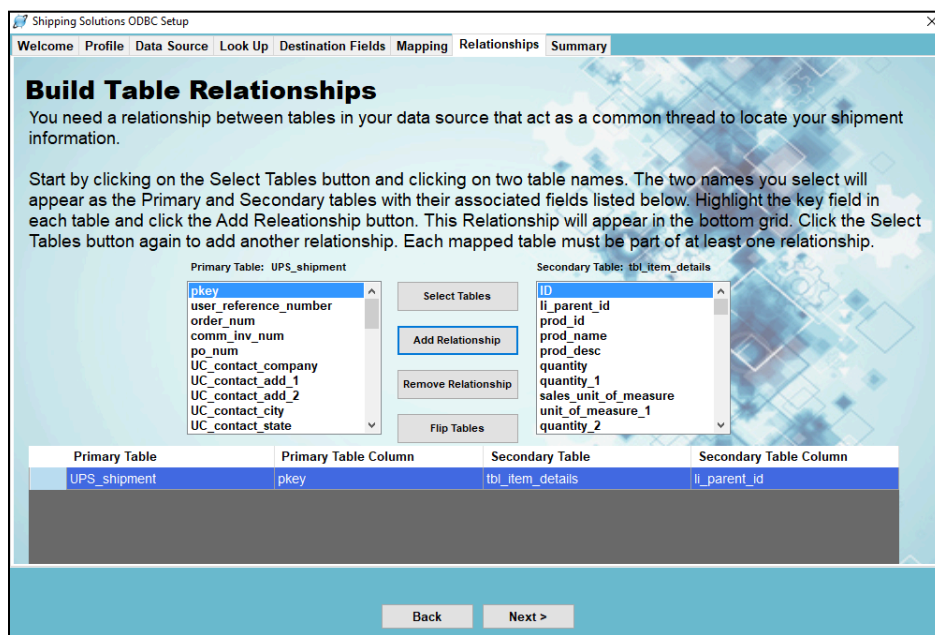 Shipping Solutions ODBC Setup
Welcome Profile Data Source Look Up Destination Fields Mapping Relationships Summary
Build Table Relationships
You need a relationship between tables in your data source that act as a common thread to locate your shipment
information.
Start by clicking on the Select Tables button and clicking on two table names. The two names you select will
appear as the Primary and Secondary tables with their associated fields listed below. Highlight the key field in
each table and click the Add Releationship button. This Relationship will appear in the bottom grid. Click the Select
Tables button again to add another relationship. Each mapped table must be part of at least one relationship.
Primary Table: UPS_shipment
pkey
user_reference_number
order_num
comm_inv_num
po_num
UC_contact_company
UC_contact_add_1
UC_contact_add_2
UC_contact_city
UC_contact_state
Select Tables
Add Relationship
Remove Relationship
Flip Tables
Secondary Table: tbl_item_details
ID
li_parent_id
prod_id
prod_name
prod_desc
quantity
quantity_1
sales_unit_of_measure
unit_of_measure_1
quantity_2
Primary Table Primary Table Column Secondary Table Secondary Table Column
UPS_shipment pkey tbl_item_details li_parent_id
Back Next >